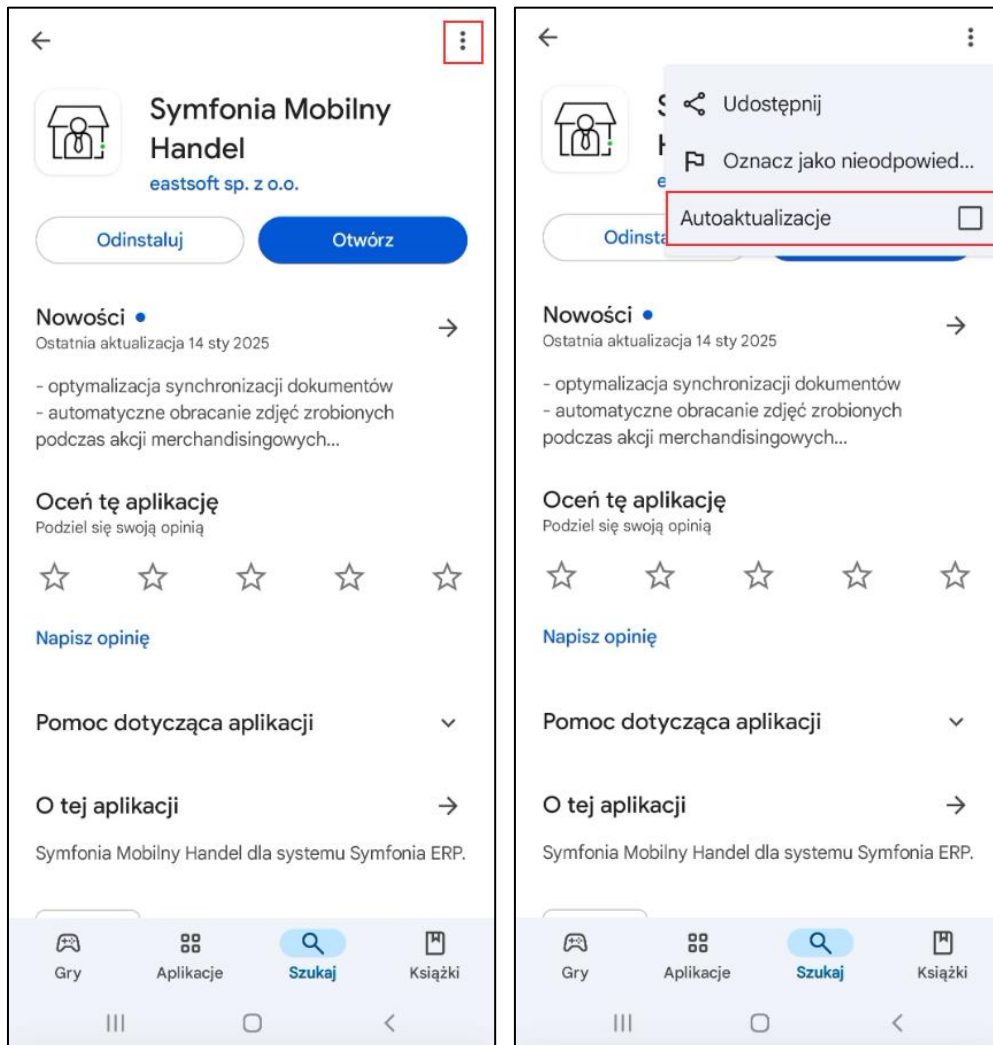 Symfonia Mobilny
Handel
eastsoft sp. z o.o.
Odinstaluj
Otwórz
Nowości
Ostatnia aktualizacja 14 sty 2025
- optymalizacja synchronizacji dokumentów
- automatyczne obracanie zdjęć zrobionych
podczas akcji merchandisingowych...
Oceń tę aplikację
Podziel się swoją opinią
Napisz opinię
Pomoc dotycząca aplikacji
O tej aplikacji
Symfonia Mobilny Handel dla systemu Symfonia ERP.
Gry
Aplikacje
Szukaj
Książki
Udostępnij
Oznacz jako nieodpowied...
Autoaktualizacje
Nowości
Ostatnia aktualizacja 14 sty 2025
- optymalizacja synchronizacji dokumentów
- automatyczne obracanie zdjęć zrobionych
podczas akcji merchandisingowych...
Oceń tę aplikację
Podziel się swoją opinią
Napisz opinię
Pomoc dotycząca aplikacji
O tej aplikacji
Symfonia Mobilny Handel dla systemu Symfonia ERP.
Gry
Aplikacje
Szukaj
Książki